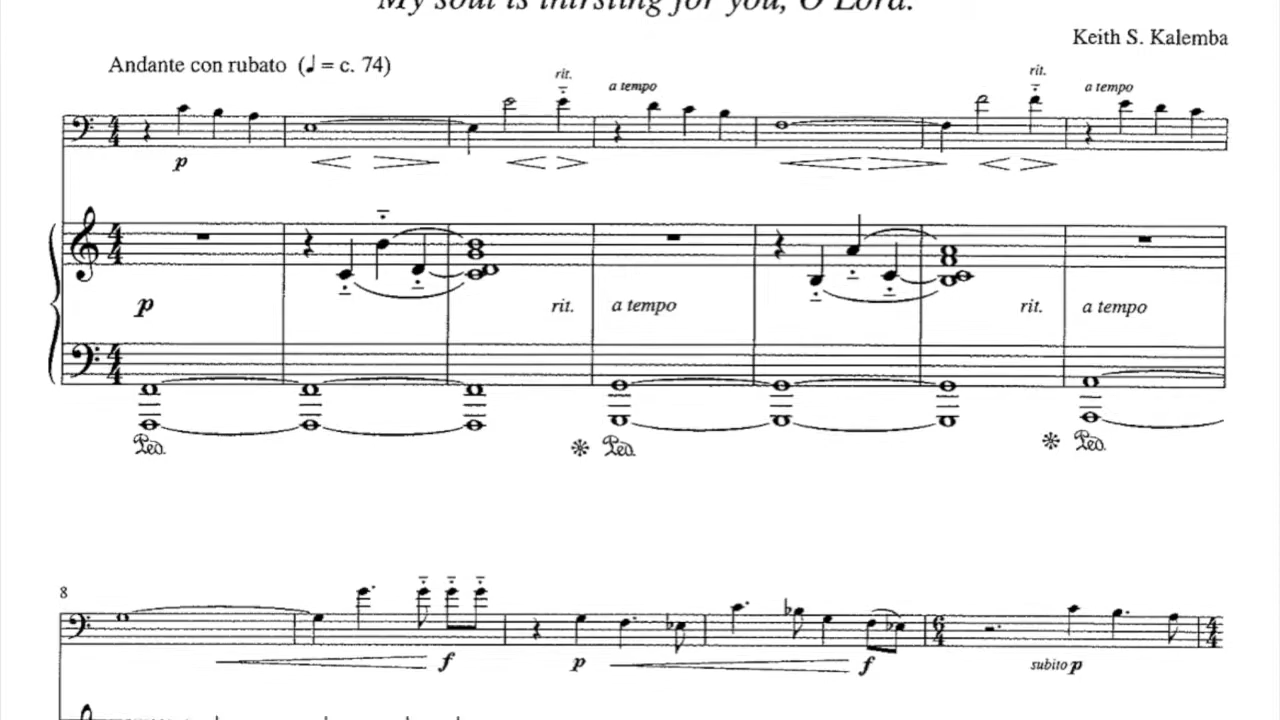 My soul is thirsting for you, O Lord.
Keith S. Kalemba
Andante con rubato (♩ = c. 74)
rit. a tempo rit. a tempo
p
p rit. a tempo rit. a tempo
Ped. Ped. Ped.
8
f p f subito p